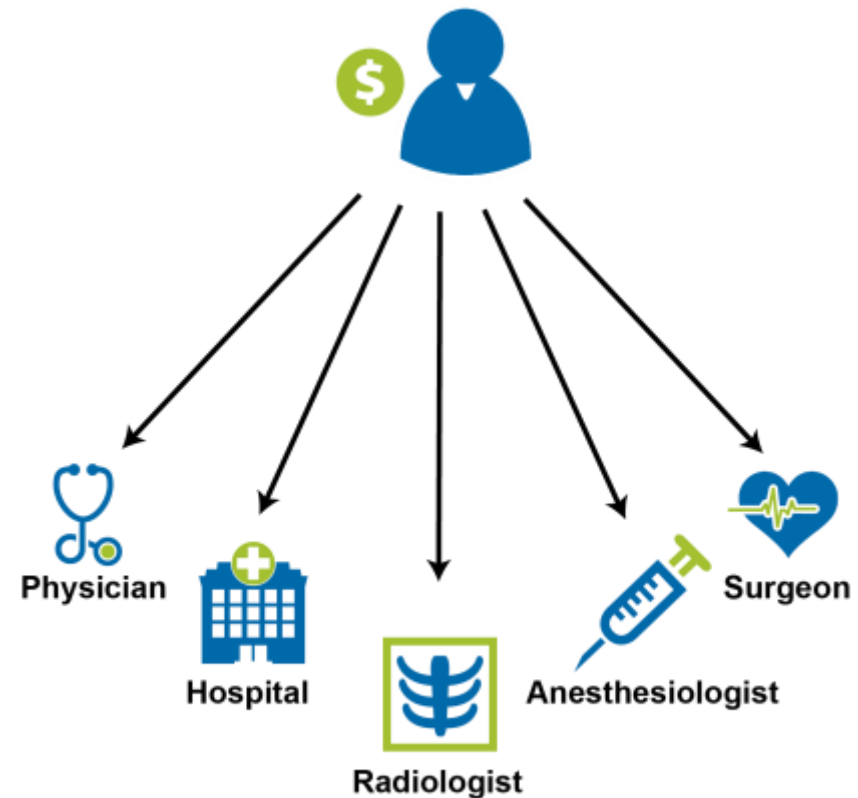 $
Physician
Hospital
Radiologist
Anesthesiologist
Surgeon